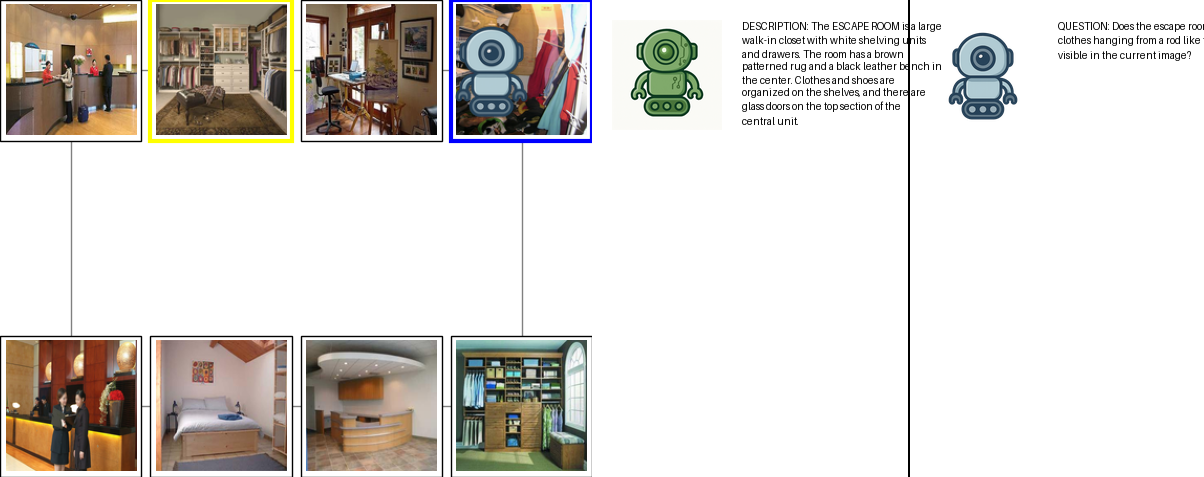 DESCRIPTION: The ESCAPE ROOM is a large
walk-in closet with white shelving units
and drawers. The room has a brown
patterned rug and a black leather bench in
the center. Clothes and shoes are
organized on the shelves, and there are
glass doors on the top section of the
central unit.
QUESTION: Does the escape roo
clothes hanging from a rod like
visible in the current image?